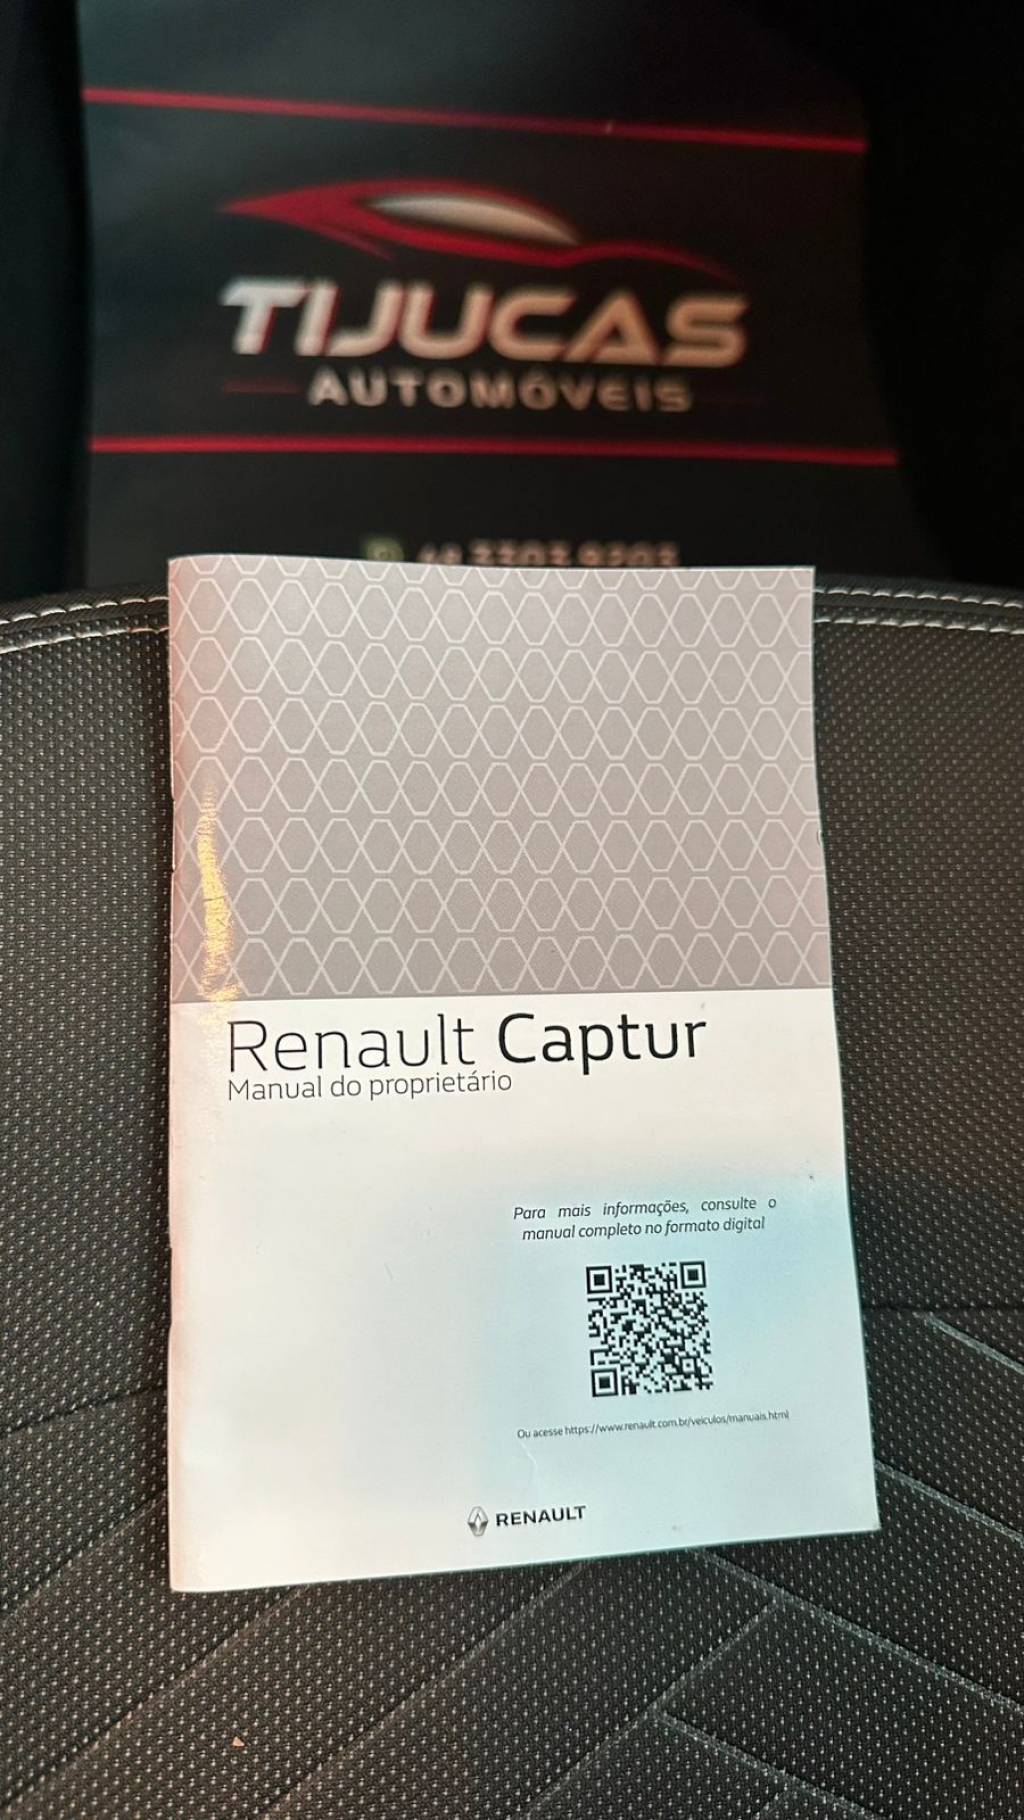 TIJUCAS
AUTOMÓVEIS
Renault Captur
Manual do proprietário
Para mais informações, consulte o
manual completo no formato digital
Ou acesse https://www.renault.com.br/veiculos/manuais.html
RENAULT